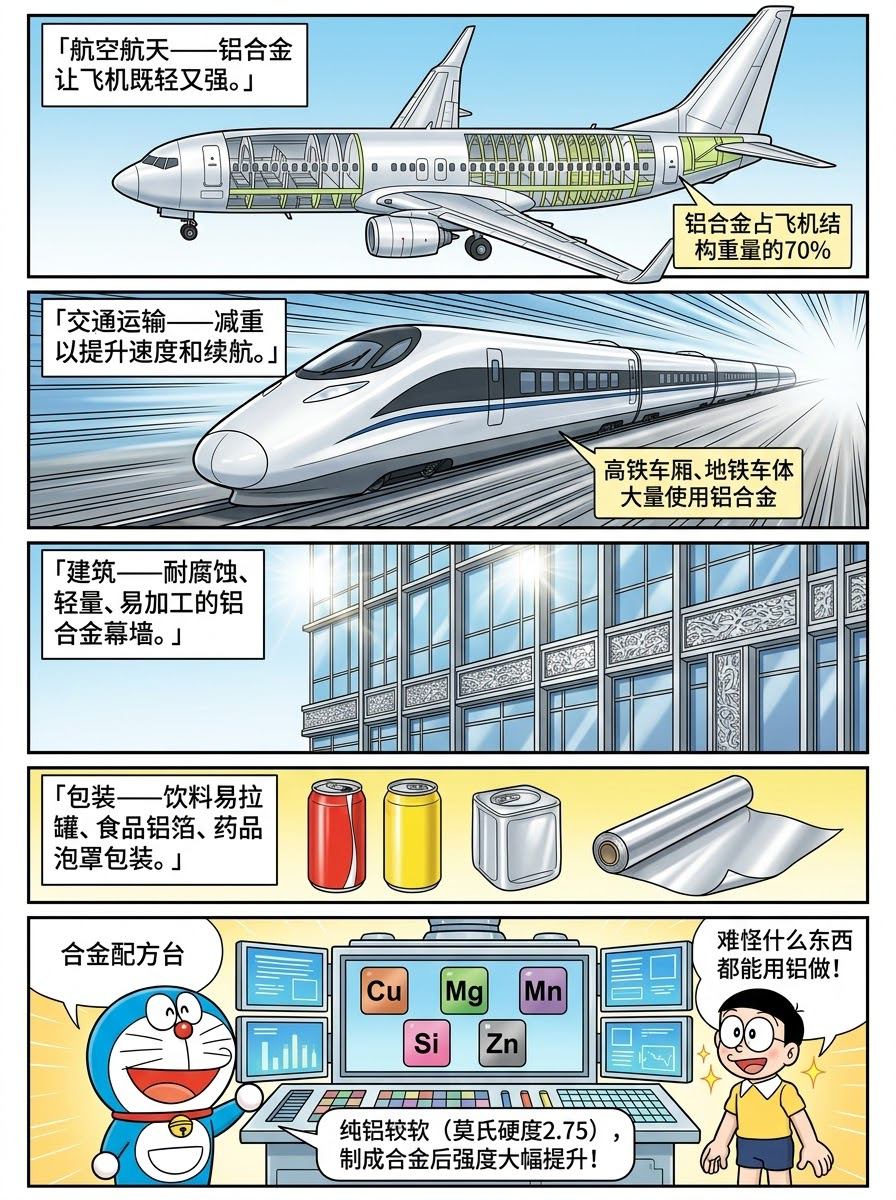 「航空航天——铝合金
让飞机既轻又强。」
铝合金占飞机结
构重量的70%
「交通运输——减重
以提升速度和续航。」
高铁车厢、地铁车体
大量使用铝合金
「建筑——耐腐蚀、
轻量、易加工的铝
合金幕墙。」
「包装——饮料易拉
罐、食品铝箔、药品
泡罩包装。」
合金配方台
难怪什么东西
都能用铝做！
Cu Mg Mn
Si Zn
纯铝较软（莫氏硬度2.75），
制成合金后强度大幅提升！